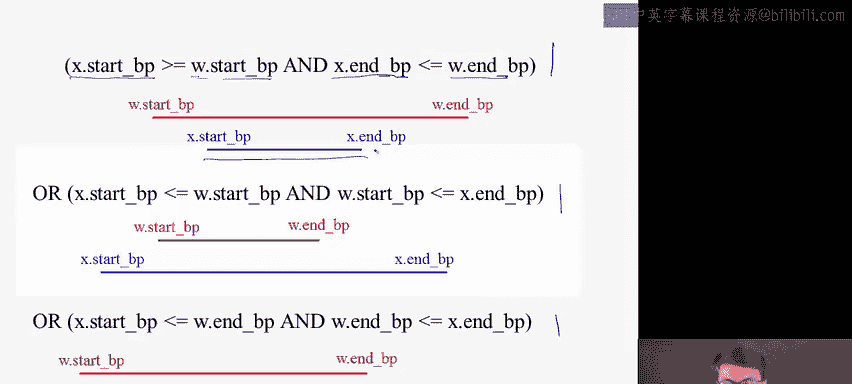 中英字幕课程资源@bilibili.com
(x.start_bp >= w.start_bp AND x.end_bp <= w.end_bp)
w.start_bp w.end_bp
x.start_bp x.end_bp
OR (x.start_bp <= w.start_bp AND w.start_bp <= x.end_bp)
w.start_bp w.end_bp
x.start_bp x.end_bp
OR (x.start_bp <= w.end_bp AND w.end_bp <= x.end_bp)
w.start_bp w.end_bp